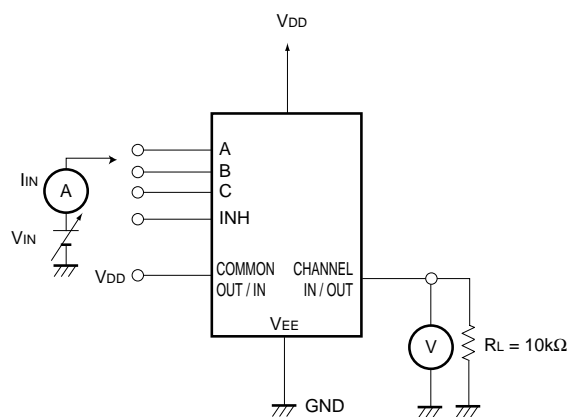 VDD
A
B
C
INH
IIN
A
VIN
VDD
COMMON
OUT / IN
CHANNEL
IN / OUT
VEE
V
RL = 10kΩ
GND